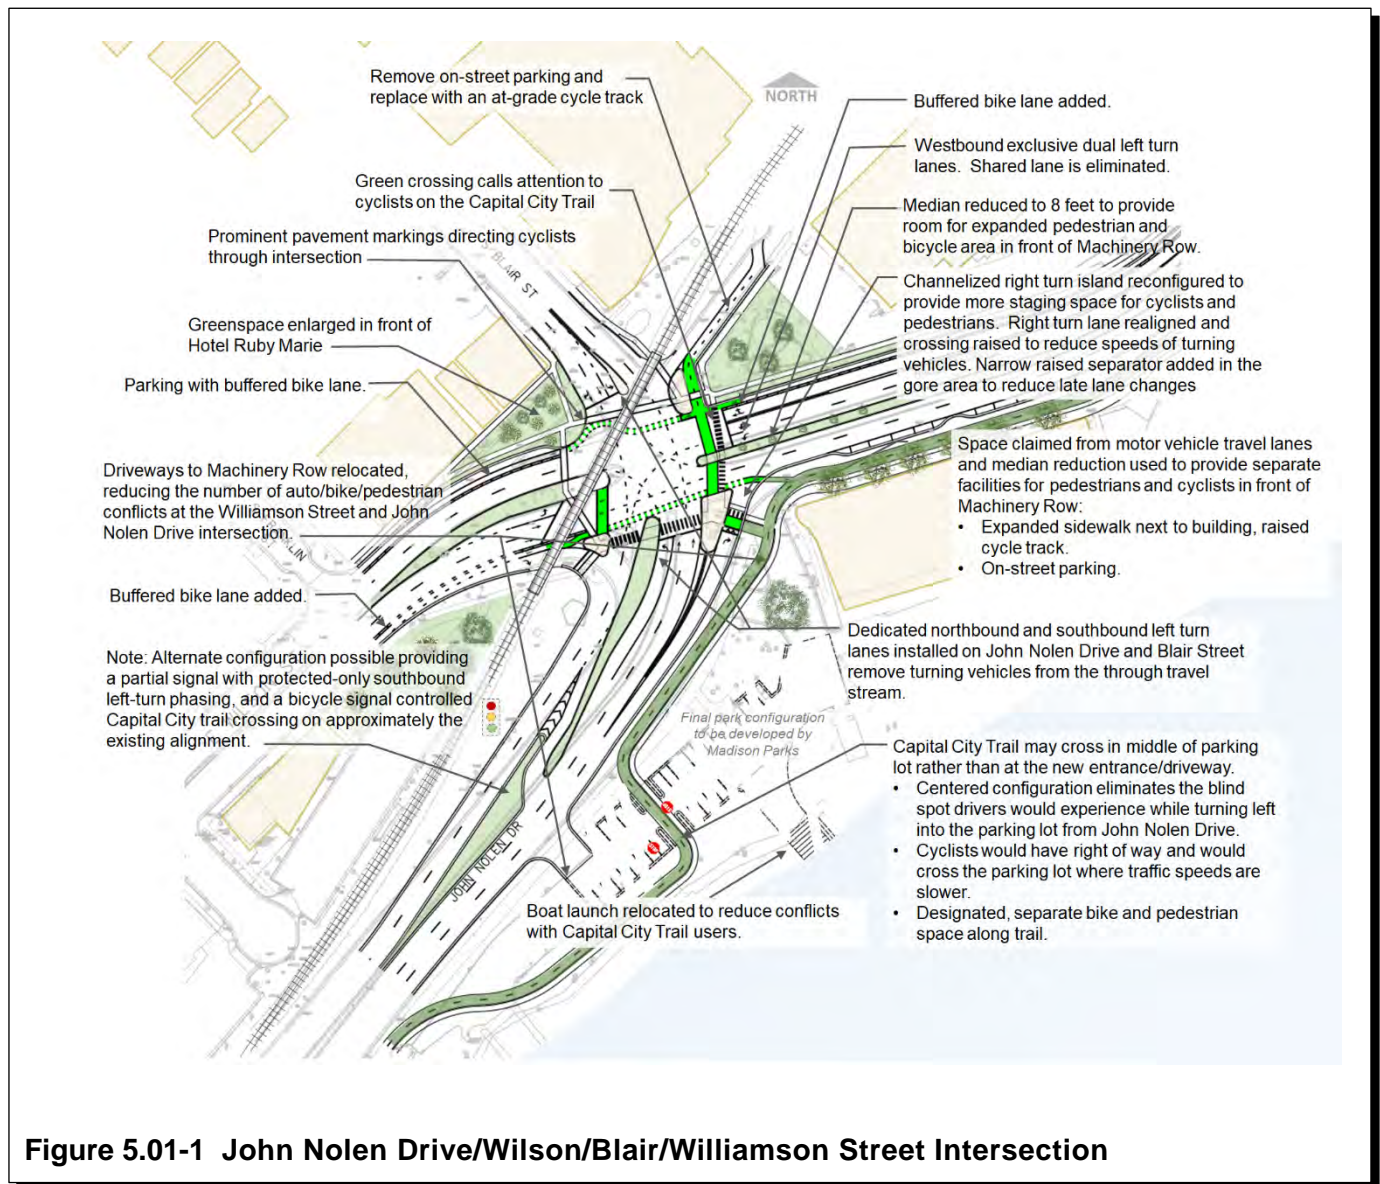 Remove on-street parking and
replace with an at-grade cycle track
NORTH
Buffered bike lane added.
Westbound exclusive dual left turn
lanes.  Shared lane is eliminated.
Green crossing calls attention to
cyclists on the Capital City Trail
Median reduced to 8 feet to provide
room for expanded pedestrian and
bicycle area in front of Machinery Row.
Prominent pavement markings directing cyclists
through intersection
S BLAIR ST
Channelized right turn island reconfigured to
provide more staging space for cyclists and
pedestrians.  Right turn lane realigned and
crossing raised to reduce speeds of turning
vehicles. Narrow raised separator added in the
gore area to reduce late lane changes
Greenspace enlarged in front of
Hotel Ruby Marie
Parking with buffered bike lane.
Space claimed from motor vehicle travel lanes
and median reduction used to provide separate
facilities for pedestrians and cyclists in front of
Machinery Row:
• Expanded sidewalk next to building, raised
cycle track.
• On-street parking.
Driveways to Machinery Row relocated,
reducing the number of auto/bike/pedestrian
conflicts at the Williamson Street and John
Nolen Drive intersection.
Buffered bike lane added.
Dedicated northbound and southbound left turn
lanes installed on John Nolen Drive and Blair Street
remove turning vehicles from the through travel
stream.
Note: Alternate configuration possible providing
a partial signal with protected-only southbound
left-turn phasing, and a bicycle signal controlled
Capital City trail crossing on approximately the
existing alignment.
Final park configuration
to be developed by
Madison Parks
Capital City Trail may cross in middle of parking
lot rather than at the new entrance/driveway.
• Centered configuration eliminates the blind
spot drivers would experience while turning left
into the parking lot from John Nolen Drive.
• Cyclists would have right of way and would
cross the parking lot where traffic speeds are
slower.
• Designated, separate bike and pedestrian
space along trail.
JOHN NOLEN DR
Boat launch relocated to reduce conflicts
with Capital City Trail users.
Figure 5.01-1  John Nolen Drive/Wilson/Blair/Williamson Street Intersection